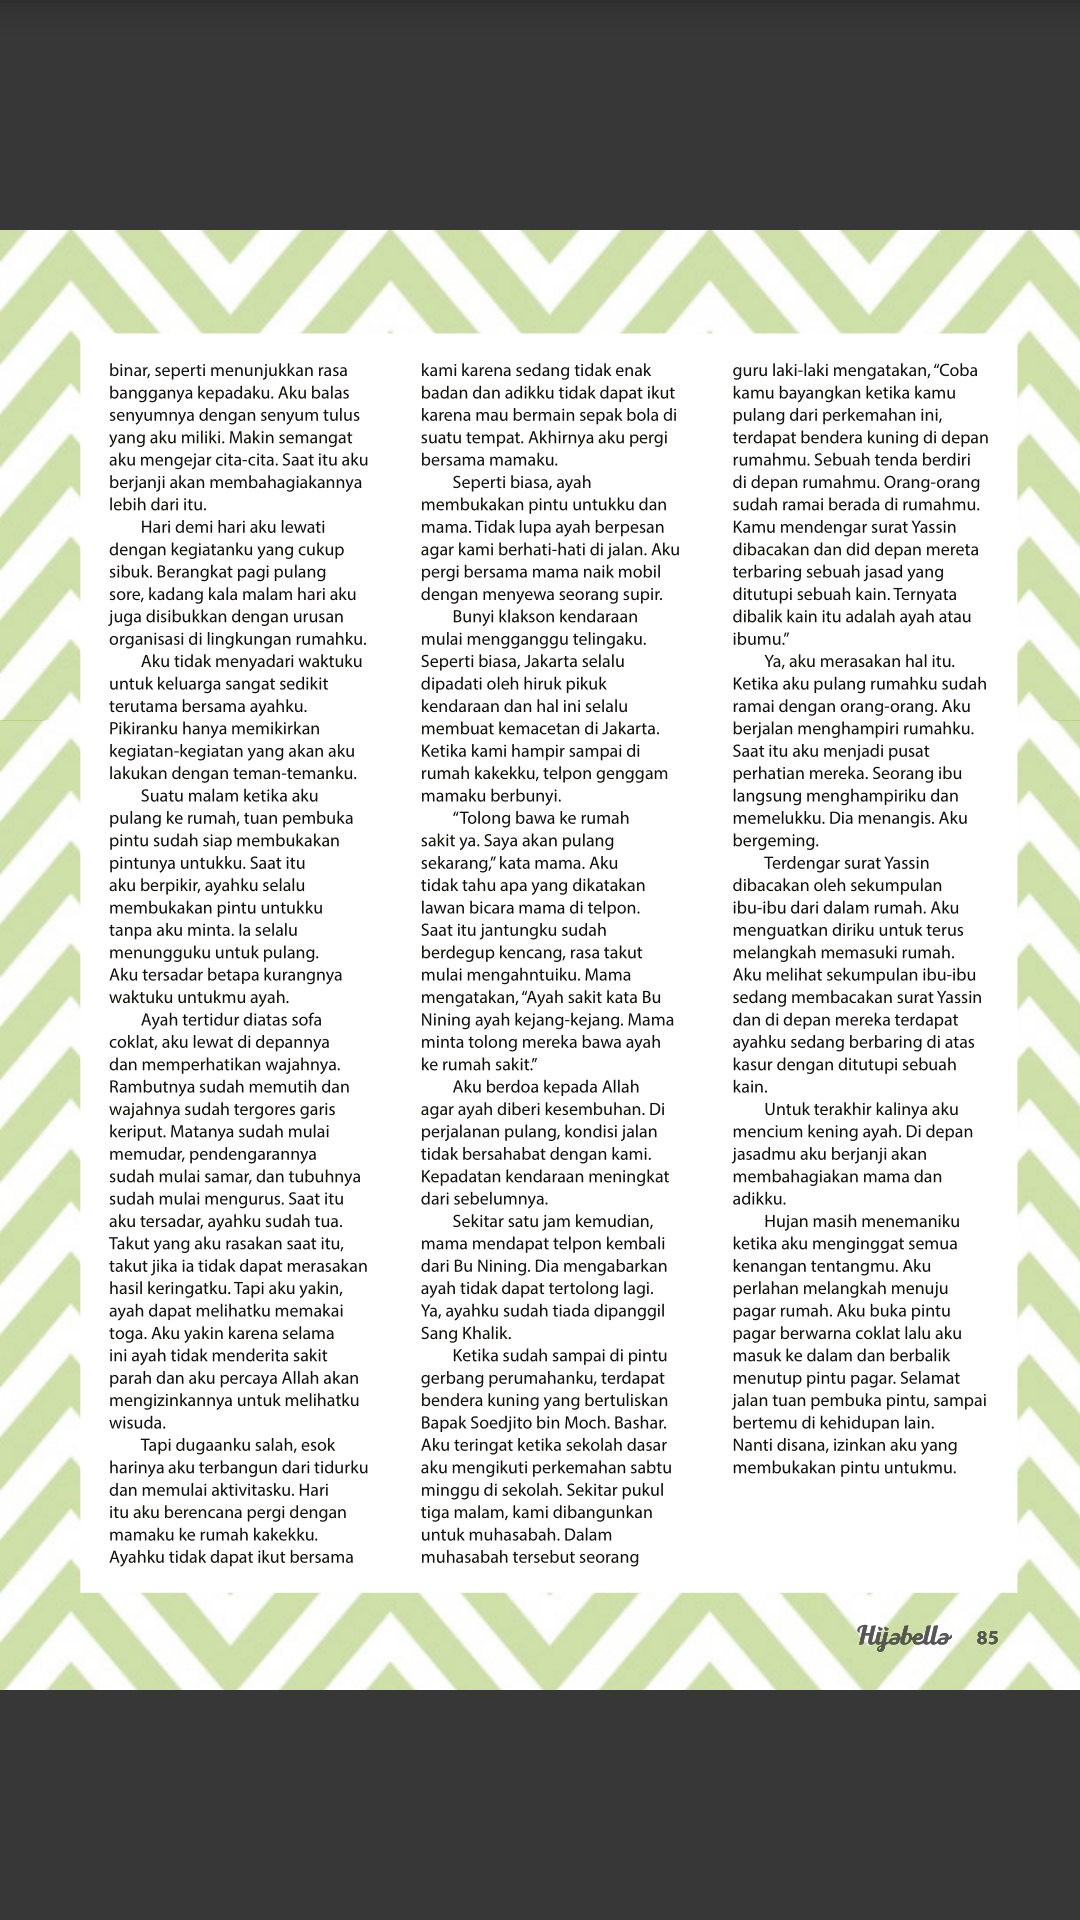 binar, seperti menunjukkan rasa
bangganya kepadaku. Aku balas
senyumnya dengan senyum tulus
yang aku miliki. Makin semangat
aku mengejar cita-cita. Saat itu aku
berjanji akan membahagiakannya
lebih dari itu.
Hari demi hari aku lewati
dengan kegiatanku yang cukup
sibuk. Berangkat pagi pulang
sore, kadang kala malam hari aku
juga disibukkan dengan urusan
organisasi di lingkungan rumahku.
Aku tidak menyadari waktuku
untuk keluarga sangat sedikit
terutama bersama ayahku.
Pikiranku hanya memikirkan
kegiatan-kegiatan yang akan aku
lakukan dengan teman-temanku.
Suatu malam ketika aku
pulang ke rumah, tuan pembuka
pintu sudah siap membukakan
pintunya untukku. Saat itu
aku berpikir, ayahku selalu
membukakan pintu untukku
tanpa aku minta. Ia selalu
menungguku untuk pulang.
Aku tersadar betapa kurangnya
waktuku untukmu ayah.
Ayah tertidur diatas sofa
coklat, aku lewat di depannya
dan memperhatikan wajahnya.
Rambutnya sudah memutih dan
wajahnya sudah tergores garis
keriput. Matanya sudah mulai
memudar, pendengarannya
sudah mulai samar, dan tubuhnya
sudah mulai mengurus. Saat itu
aku tersadar, ayahku sudah tua.
Takut yang aku rasakan saat itu,
takut jika ia tidak dapat merasakan
hasil keringatku. Tapi aku yakin,
ayah dapat melihatku memakai
toga. Aku yakin karena selama
ini ayah tidak menderita sakit
parah dan aku percaya Allah akan
mengizinkannya untuk melihatku
wisuda.
Tapi dugaanku salah, esok
harinya aku terbangun dari tidurku
dan memulai aktivitasku. Hari
itu aku berencana pergi dengan
mamaku ke rumah kakekku.
Ayahku tidak dapat ikut bersama
kami karena sedang tidak enak
badan dan adikku tidak dapat ikut
karena mau bermain sepak bola di
suatu tempat. Akhirnya aku pergi
bersama mamaku.
Seperti biasa, ayah
membukakan pintu untukku dan
mama. Tidak lupa ayah berpesan
agar kami berhati-hati di jalan. Aku
pergi bersama mama naik mobil
dengan menyewa seorang supir.
Bunyi klakson kendaraan
mulai mengganggu telingaku.
Seperti biasa, Jakarta selalu
dipadati oleh hiruk pikuk
kendaraan dan hal ini selalu
membuat kemacetan di Jakarta.
Ketika kami hampir sampai di
rumah kakekku, telpon genggam
mamaku berbunyi.
“Tolong bawa ke rumah
sakit ya. Saya akan pulang
sekarang,” kata mama. Aku
tidak tahu apa yang dikatakan
lawan bicara mama di telpon.
Saat itu jantungku sudah
berdegup kencang, rasa takut
mulai mengahntuiku. Mama
mengatakan, “Ayah sakit kata Bu
Nining ayah kejang-kejang. Mama
minta tolong mereka bawa ayah
ke rumah sakit.”
Aku berdoa kepada Allah
agar ayah diberi kesembuhan. Di
perjalanan pulang, kondisi jalan
tidak bersahabat dengan kami.
Kepadatan kendaraan meningkat
dari sebelumnya.
Sekitar satu jam kemudian,
mama mendapat telpon kembali
dari Bu Nining. Dia mengabarkan
ayah tidak dapat tertolong lagi.
Ya, ayahku sudah tiada dipanggil
Sang Khalik.
Ketika sudah sampai di pintu
gerbang perumahanku, terdapat
bendera kuning yang bertuliskan
Bapak Soedjito bin Moch. Bashar.
Aku teringat ketika sekolah dasar
aku mengikuti perkemahan sabtu
minggu di sekolah. Sekitar pukul
tiga malam, kami dibangunkan
untuk muhasabah. Dalam
muhasabah tersebut seorang
guru laki-laki mengatakan, “Coba
kamu bayangkan ketika kamu
pulang dari perkemahan ini,
terdapat bendera kuning di depan
rumahmu. Sebuah tenda berdiri
di depan rumahmu. Orang-orang
sudah ramai berada di rumahmu.
Kamu mendengar surat Yassin
dibacakan dan did depan mereta
terbaring sebuah jasad yang
ditutupi sebuah kain. Ternyata
dibalik kain itu adalah ayah atau
ibumu.”
Ya, aku merasakan hal itu.
Ketika aku pulang rumahku sudah
ramai dengan orang-orang. Aku
berjalan menghampiri rumahku.
Saat itu aku menjadi pusat
perhatian mereka. Seorang ibu
langsung menghampiriku dan
memelukku. Dia menangis. Aku
bergeming.
Terdengar surat Yassin
dibacakan oleh sekumpulan
ibu-ibu dari dalam rumah. Aku
menguatkan diriku untuk terus
melangkah memasuki rumah.
Aku melihat sekumpulan ibu-ibu
sedang membacakan surat Yassin
dan di depan mereka terdapat
ayahku sedang berbaring di atas
kasur dengan ditutupi sebuah
kain.
Untuk terakhir kalinya aku
mencium kening ayah. Di depan
jasadmu aku berjanji akan
membahagiakan mama dan
adikku.
Hujan masih menemaniku
ketika aku menginggat semua
kenangan tentangmu. Aku
perlahan melangkah menuju
pagar rumah. Aku buka pintu
pagar berwarna coklat lalu aku
masuk ke dalam dan berbalik
menutup pintu pagar. Selamat
jalan tuan pembuka pintu, sampai
bertemu di kehidupan lain.
Nanti disana, izinkan aku yang
membukakan pintu untukmu.
Hijabella 85